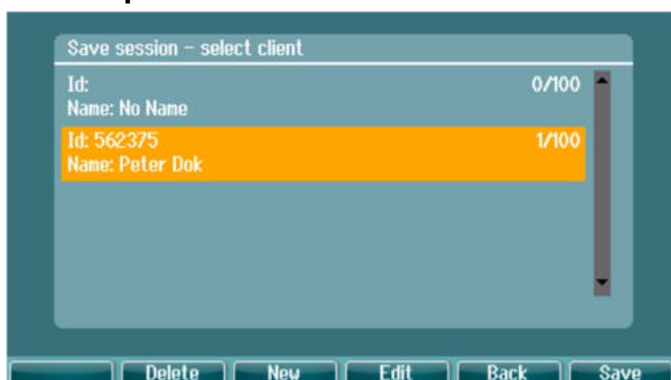 Save session - select client
Id: 0/100
Name: No Name
Id: 562375 1/100
Name: Peter Dok
Delete New Edit Back Save